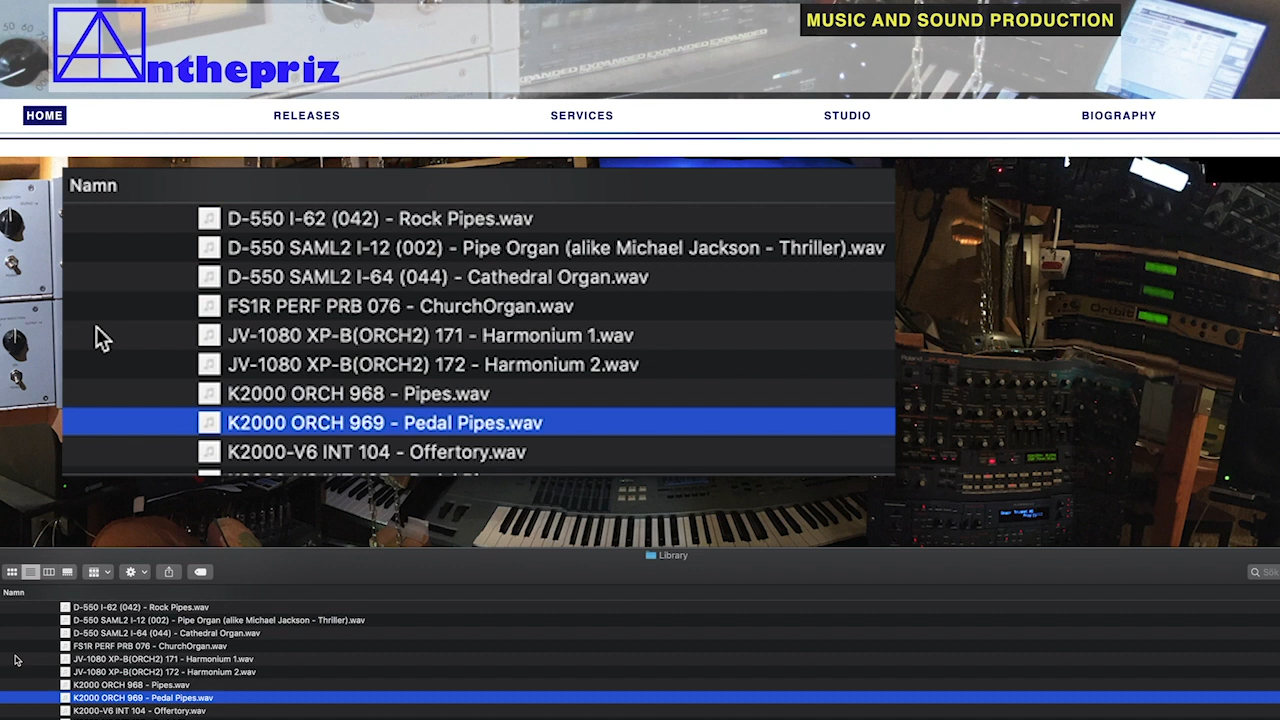 MUSIC AND SOUND PRODUCTION
Anthepriz
HOME RELEASES SERVICES STUDIO BIOGRAPHY
Namn
D-550 I-62 (042) - Rock Pipes.wav
D-550 SAML2 I-12 (002) - Pipe Organ (alike Michael Jackson - Thriller).wav
D-550 SAML2 I-64 (044) - Cathedral Organ.wav
FS1R PERF PRB 076 - ChurchOrgan.wav
JV-1080 XP-B(ORCH2) 171 - Harmonium 1.wav
JV-1080 XP-B(ORCH2) 172 - Harmonium 2.wav
K2000 ORCH 968 - Pipes.wav
K2000 ORCH 969 - Pedal Pipes.wav
K2000-V6 INT 104 - Offertory.wav
orbit
Roland
Library
Sök
Namn
D-550 I-62 (042) - Rock Pipes.wav
D-550 SAML2 I-12 (002) - Pipe Organ (alike Michael Jackson - Thriller).wav
D-550 SAML2 I-64 (044) - Cathedral Organ.wav
FS1R PERF PRB 076 - ChurchOrgan.wav
JV-1080 XP-B(ORCH2) 171 - Harmonium 1.wav
JV-1080 XP-B(ORCH2) 172 - Harmonium 2.wav
K2000 ORCH 968 - Pipes.wav
K2000 ORCH 969 - Pedal Pipes.wav
K2000-V6 INT 104 - Offertory.wav